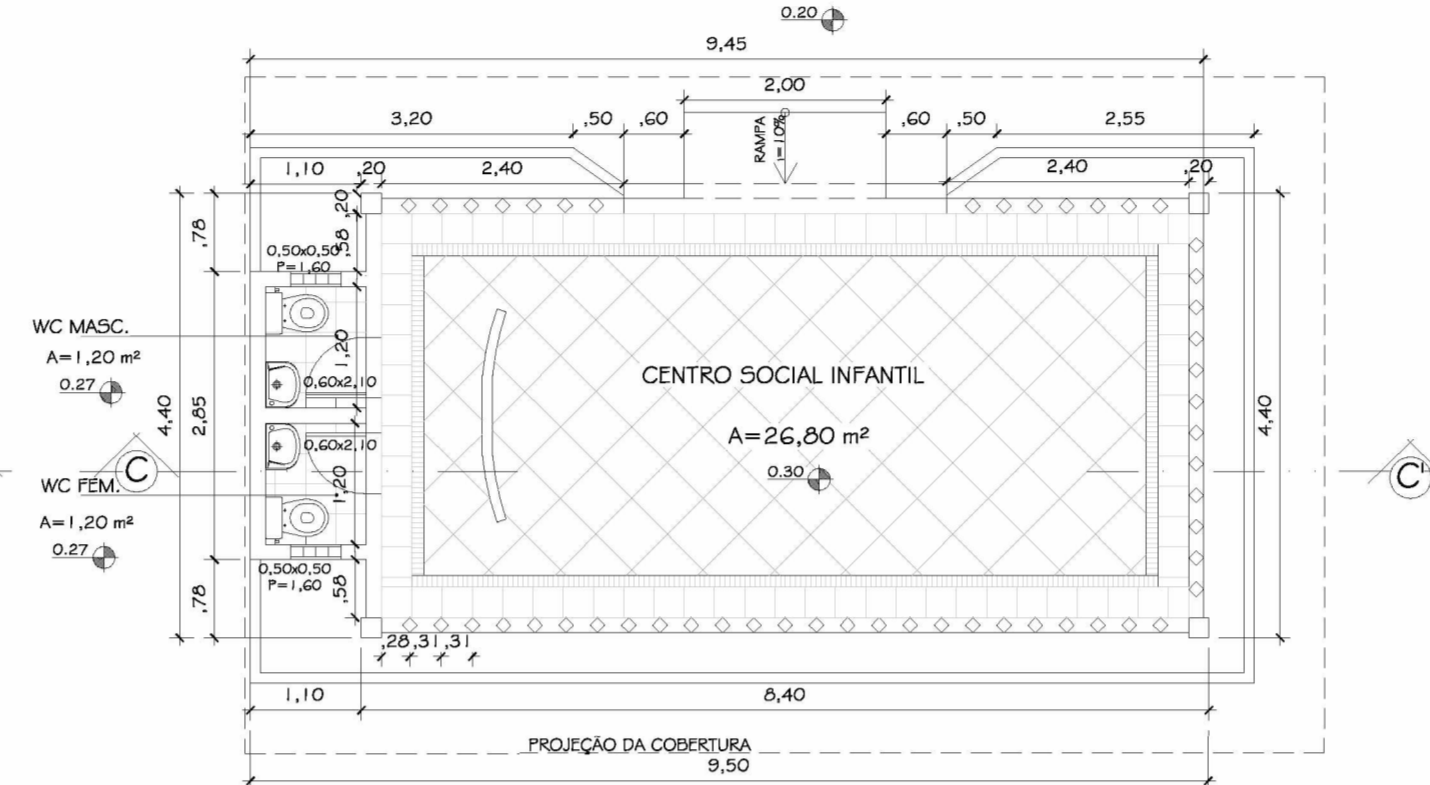 0.20
9,45
2,00
3,20
,50
,60
RAMPA
i=10%
,60
,50
2,55
1,10
,20
2,40
2,40
,20
,20
,78
,58
0,50x0,50
P=1,60
WC MASC.
A=1,20 m²
0.27
1,20
0,60x2,10
CENTRO SOCIAL INFANTIL
A=26,80 m²
0.30
4,40
2,85
4,40
0,60x2,10
C
C'
WC FEM.
A=1,20 m²
0.27
1,20
0,50x0,50
P=1,60
,78
,58
,28
,31
,31
1,10
8,40
PROJEÇÃO DA COBERTURA
9,50